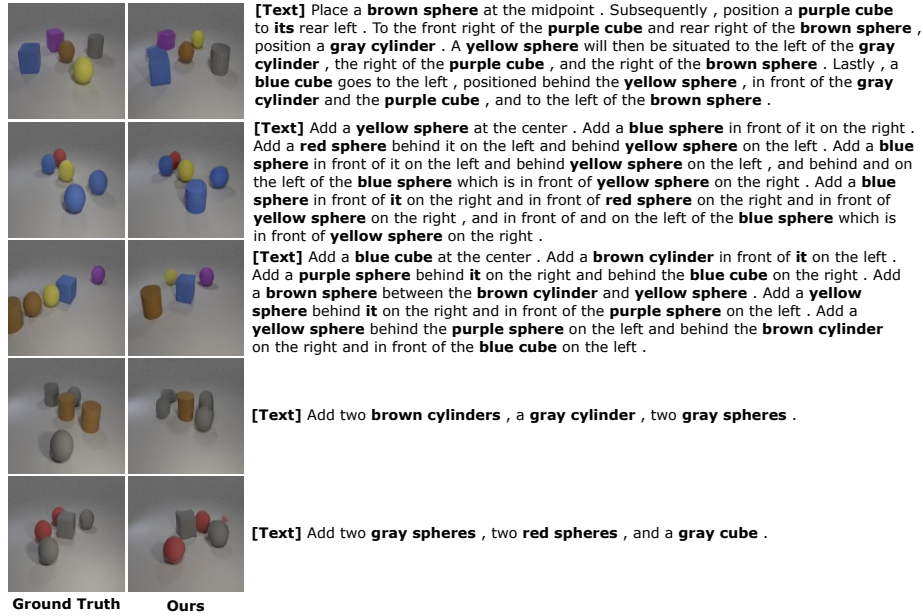 [Text] Place a brown sphere at the midpoint . Subsequently , position a purple cube
to its rear left . To the front right of the purple cube and rear right of the brown sphere ,
position a gray cylinder . A yellow sphere will then be situated to the left of the gray
cylinder , the right of the purple cube , and the right of the brown sphere . Lastly , a
blue cube goes to the left , positioned behind the yellow sphere , in front of the gray
cylinder and the purple cube , and to the left of the brown sphere .
[Text] Add a yellow sphere at the center . Add a blue sphere in front of it on the right .
Add a red sphere behind it on the left and behind yellow sphere on the left . Add a blue
sphere in front of it on the left and behind yellow sphere on the left , and behind and on
the left of the blue sphere which is in front of yellow sphere on the right . Add a blue
sphere in front of it on the right and in front of red sphere on the right and in front of
yellow sphere on the right , and in front of and on the left of the blue sphere which is
in front of yellow sphere on the right .
[Text] Add a blue cube at the center . Add a brown cylinder in front of it on the left .
Add a purple sphere behind it on the right and behind the blue cube on the right . Add
a brown sphere between the brown cylinder and yellow sphere . Add a yellow
sphere behind it on the right and in front of the purple sphere on the left . Add a
yellow sphere behind the purple sphere on the left and behind the brown cylinder
on the right and in front of the blue cube on the left .
[Text] Add two brown cylinders , a gray cylinder , two gray spheres .
[Text] Add two gray spheres , two red spheres , and a gray cube .
Ground Truth
Ours